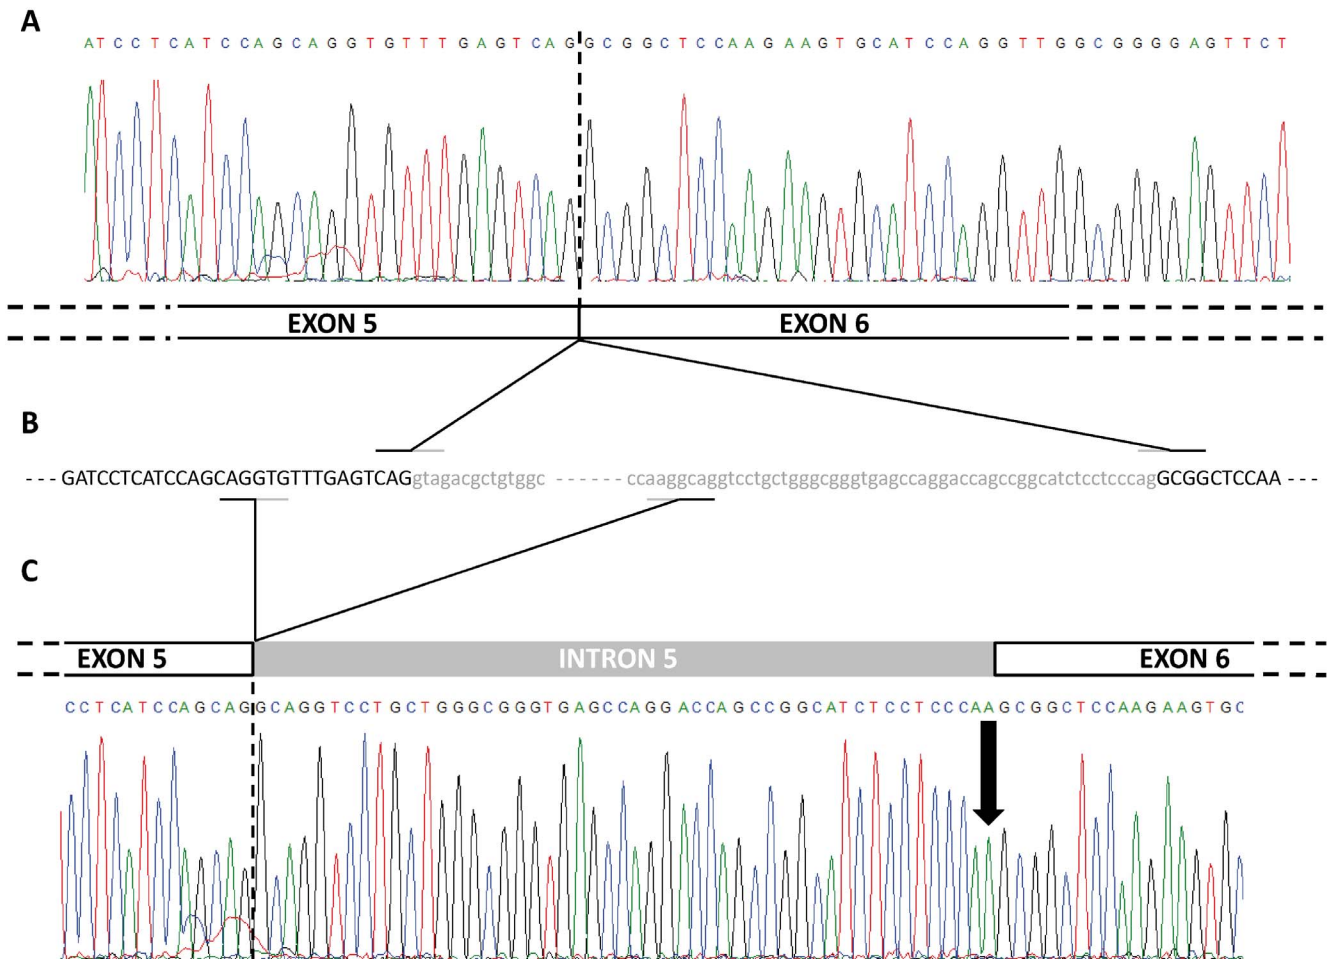 A
ATCCTCATCCAGCAGGTGTTTGAGTCAGGCGGCTCCAAGAAGTGCATCCAGGTTGGCGGGGAGTTCT
EXON 5 EXON 6
B
---GATCCTCATCCAGCAGGTGTTTGAGTCAGgtagacgctgtggc ------ccaaggcaggtcctgctgggcgggtgagccaggaccagccggcatctcctcccagGCGGCTCCAA---
C
EXON 5 INTRON 5 EXON 6
CCTCATCCAGCAGGCAGGTCCTGCTGGGCGGGTGAGCCAGGACCAGCCGGCATCTCCTCCCAAGCGGCTCCAAGAAGTGC